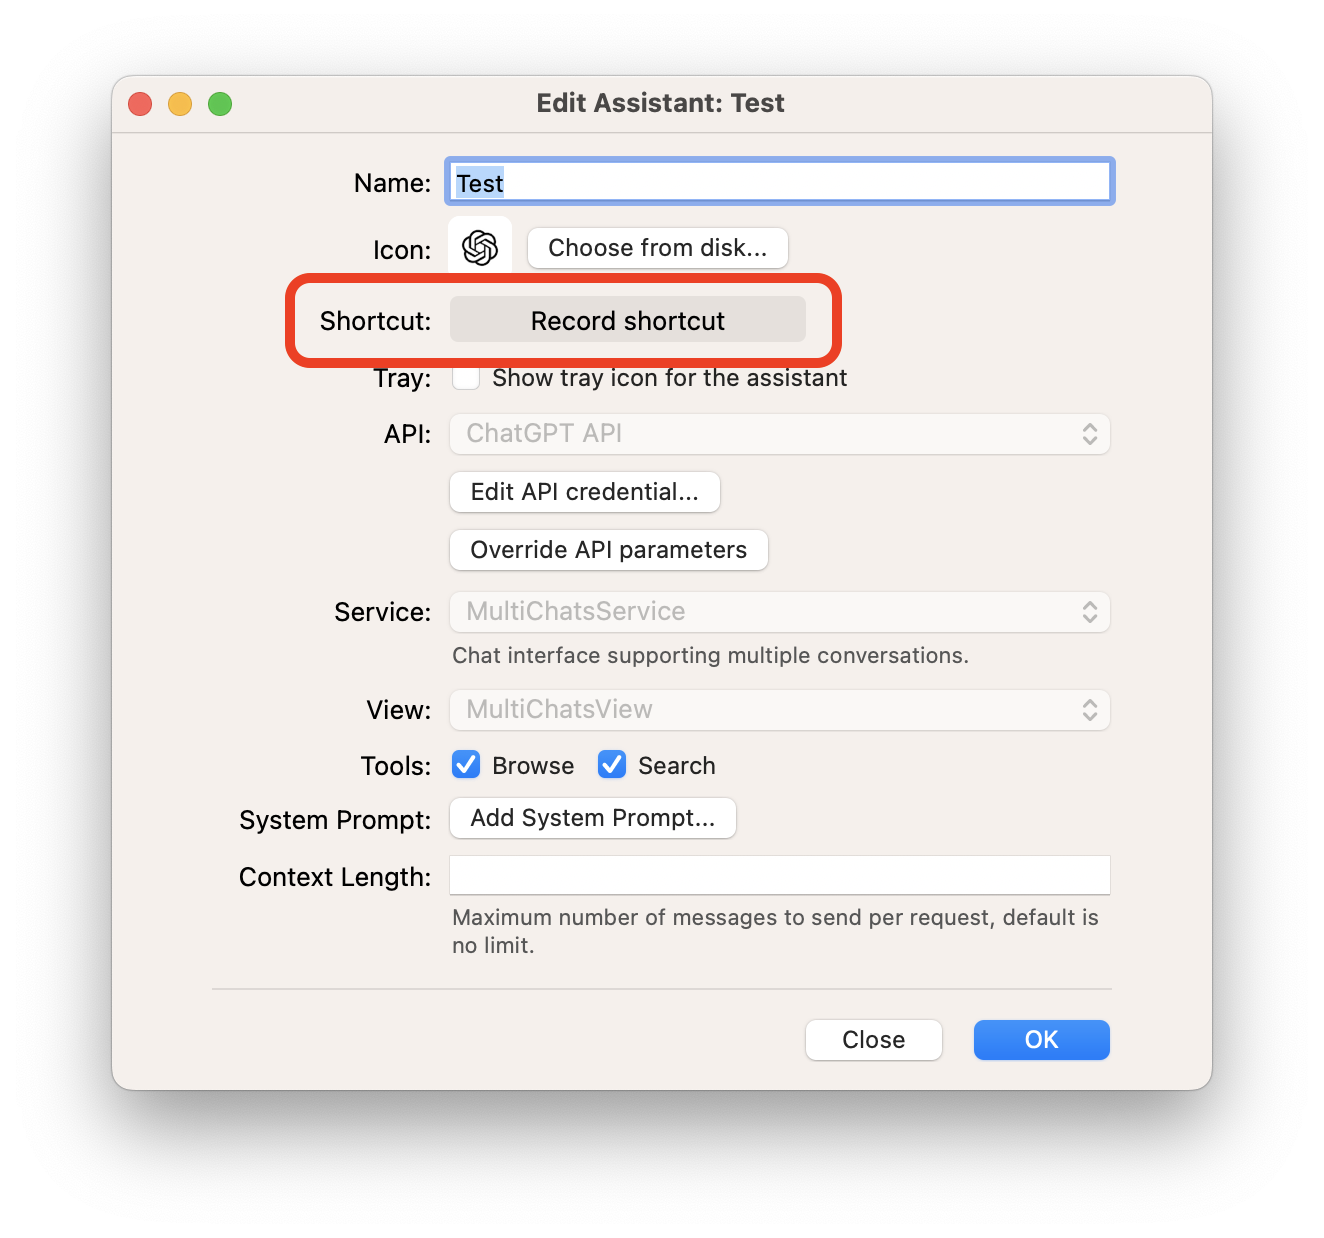 Edit Assistant: Test
Name: Test
Icon: Choose from disk...
Shortcut: Record shortcut
Tray: Show tray icon for the assistant
API: ChatGPT API
Edit API credential...
Override API parameters
Service: MultiChatsService
Chat interface supporting multiple conversations.
View: MultiChatsView
Tools: Browse Search
System Prompt: Add System Prompt...
Context Length:
Maximum number of messages to send per request, default is
no limit.
Close OK